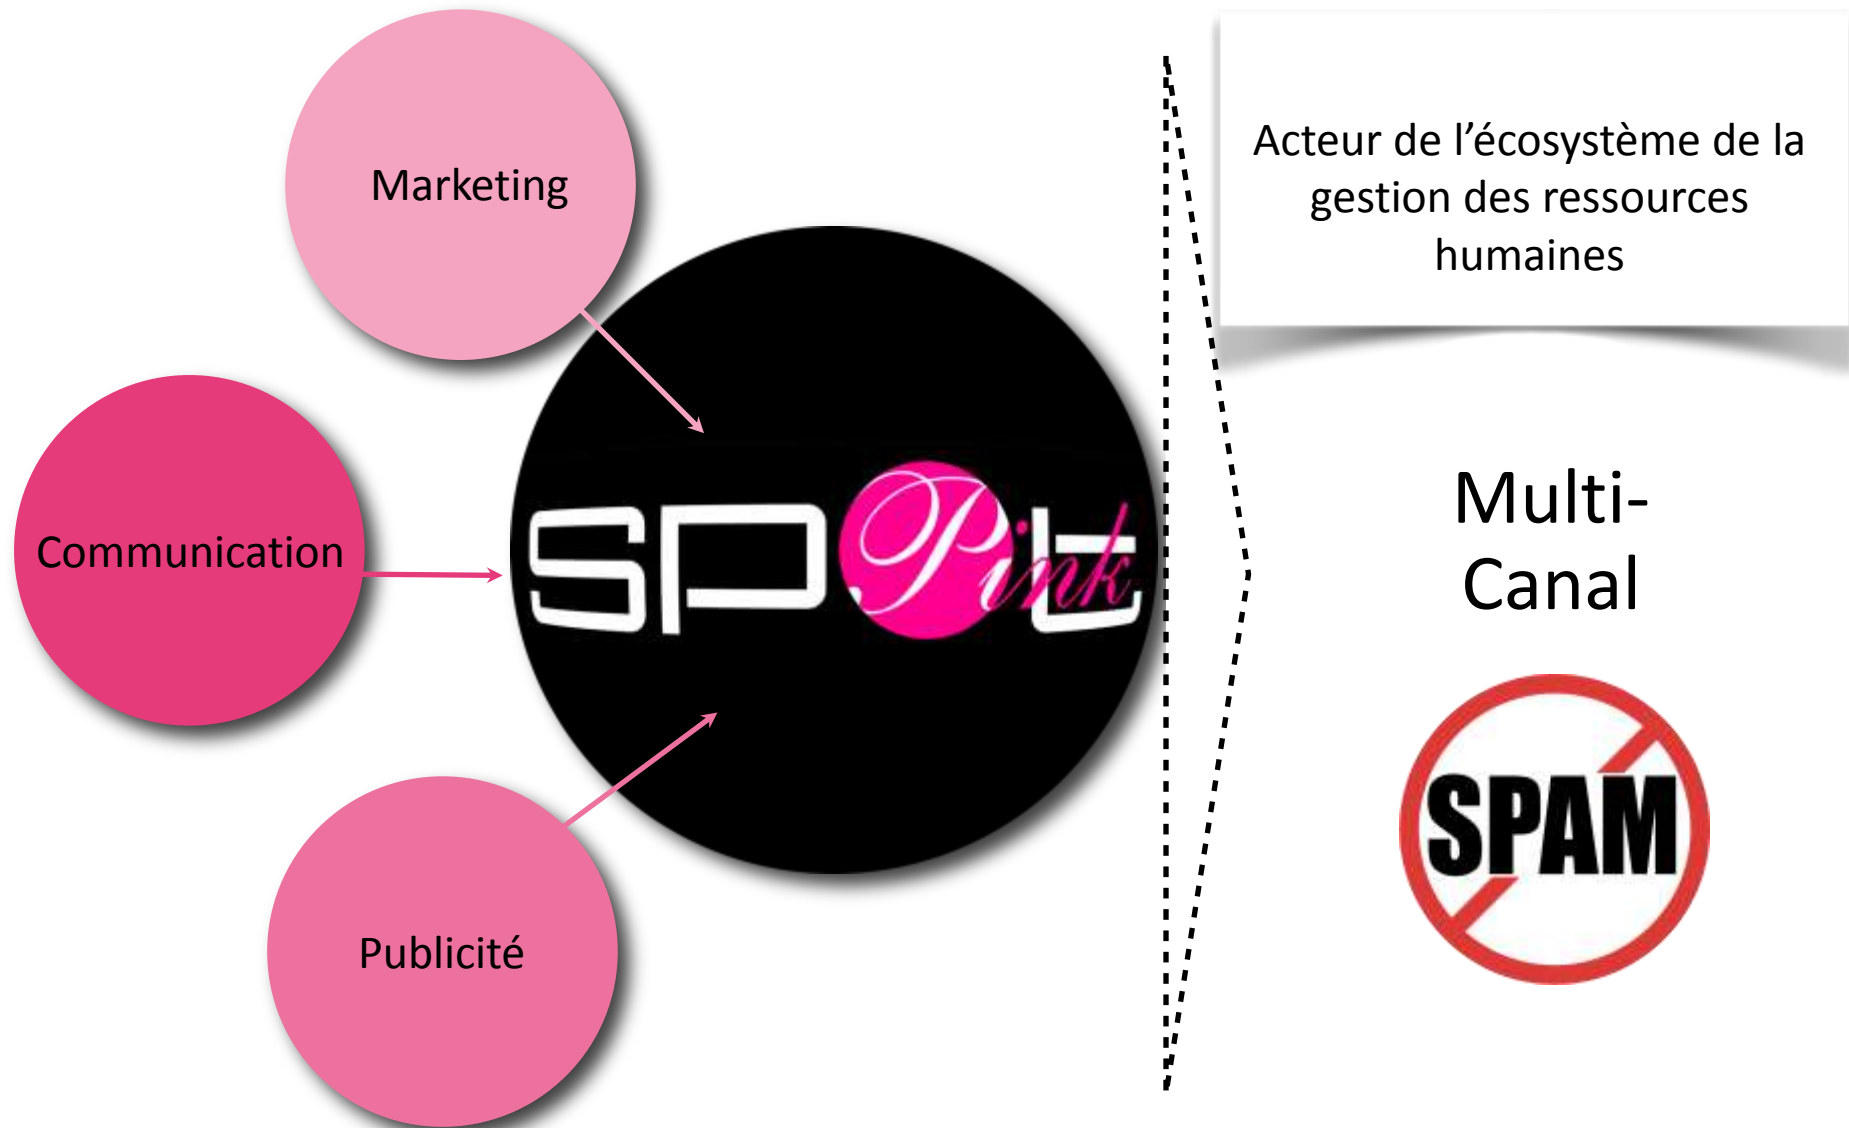 Marketing
Communication
Publicité
SPOt
Pink
Acteur de l’écosystème de la
gestion des ressources
humaines
Multi-
Canal
SPAM